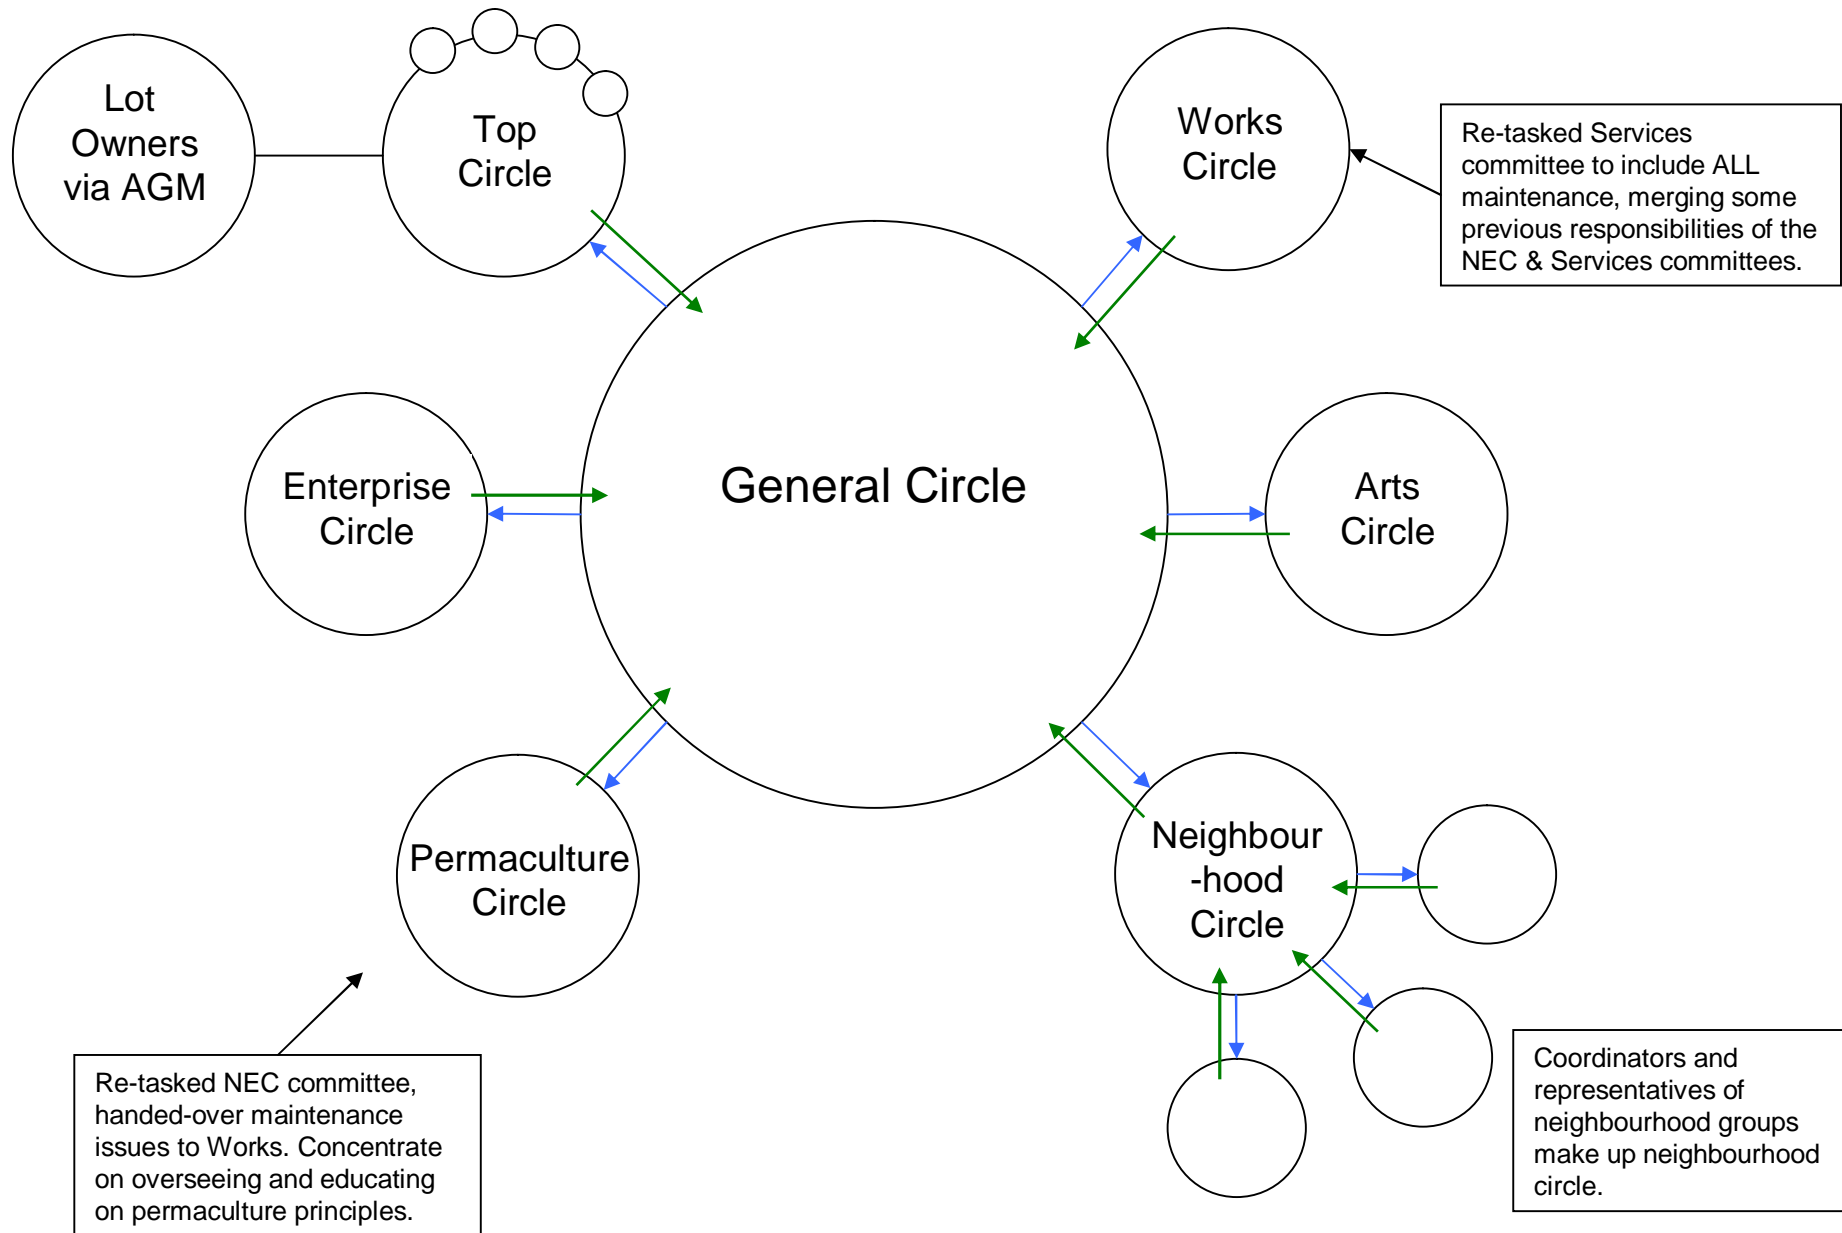 Lot
Owners
via AGM
Top
Circle
Works
Circle
Re-tasked Services
committee to include ALL
maintenance, merging some
previous responsibilities of the
NEC & Services committees.
General Circle
Enterprise
Circle
Arts
Circle
Permaculture
Circle
Neighbour
-hood
Circle
Re-tasked NEC committee,
handed-over maintenance
issues to Works. Concentrate
on overseeing and educating
on permaculture principles.
Coordinators and
representatives of
neighbourhood groups
make up neighbourhood
circle.